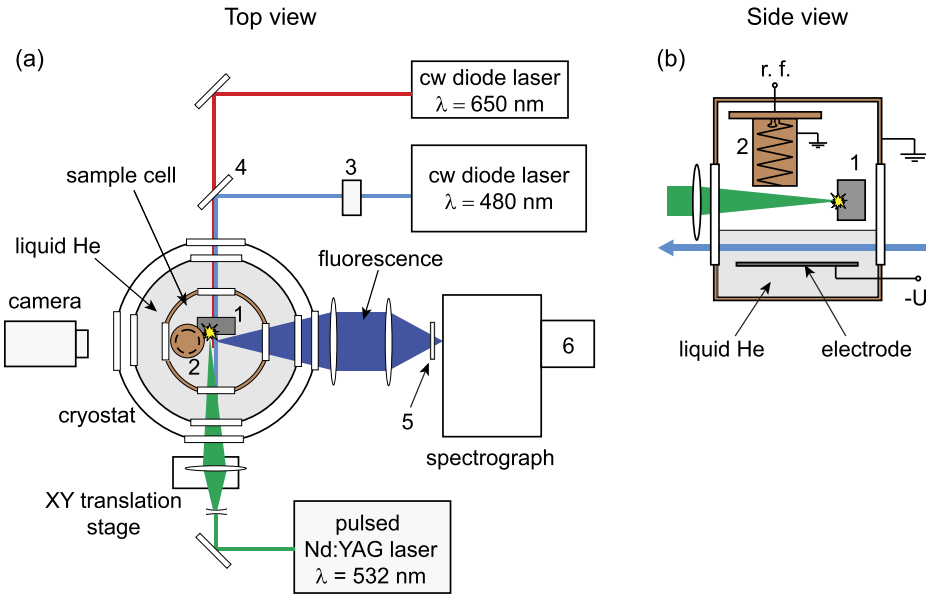 Top view
Side view
(a)
(b)
cw diode laser
λ = 650 nm
r. f.
sample cell
4
3
cw diode laser
λ = 480 nm
2
1
liquid He
fluorescence
camera
1
2
6
-U
liquid He
electrode
cryostat
5
spectrograph
XY translation
stage
pulsed
Nd:YAG laser
λ = 532 nm